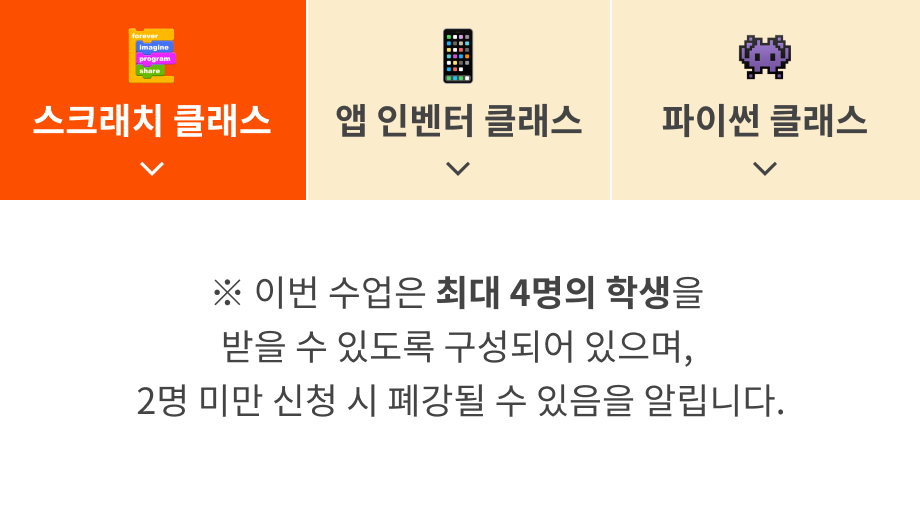 forever
imagine
program
share
스크래치 클래스
앱 인벤터 클래스
파이썬 클래스
※ 이번 수업은 최대 4명의 학생을
받을 수 있도록 구성되어 있으며,
2명 미만 신청 시 폐강될 수 있음을 알립니다.